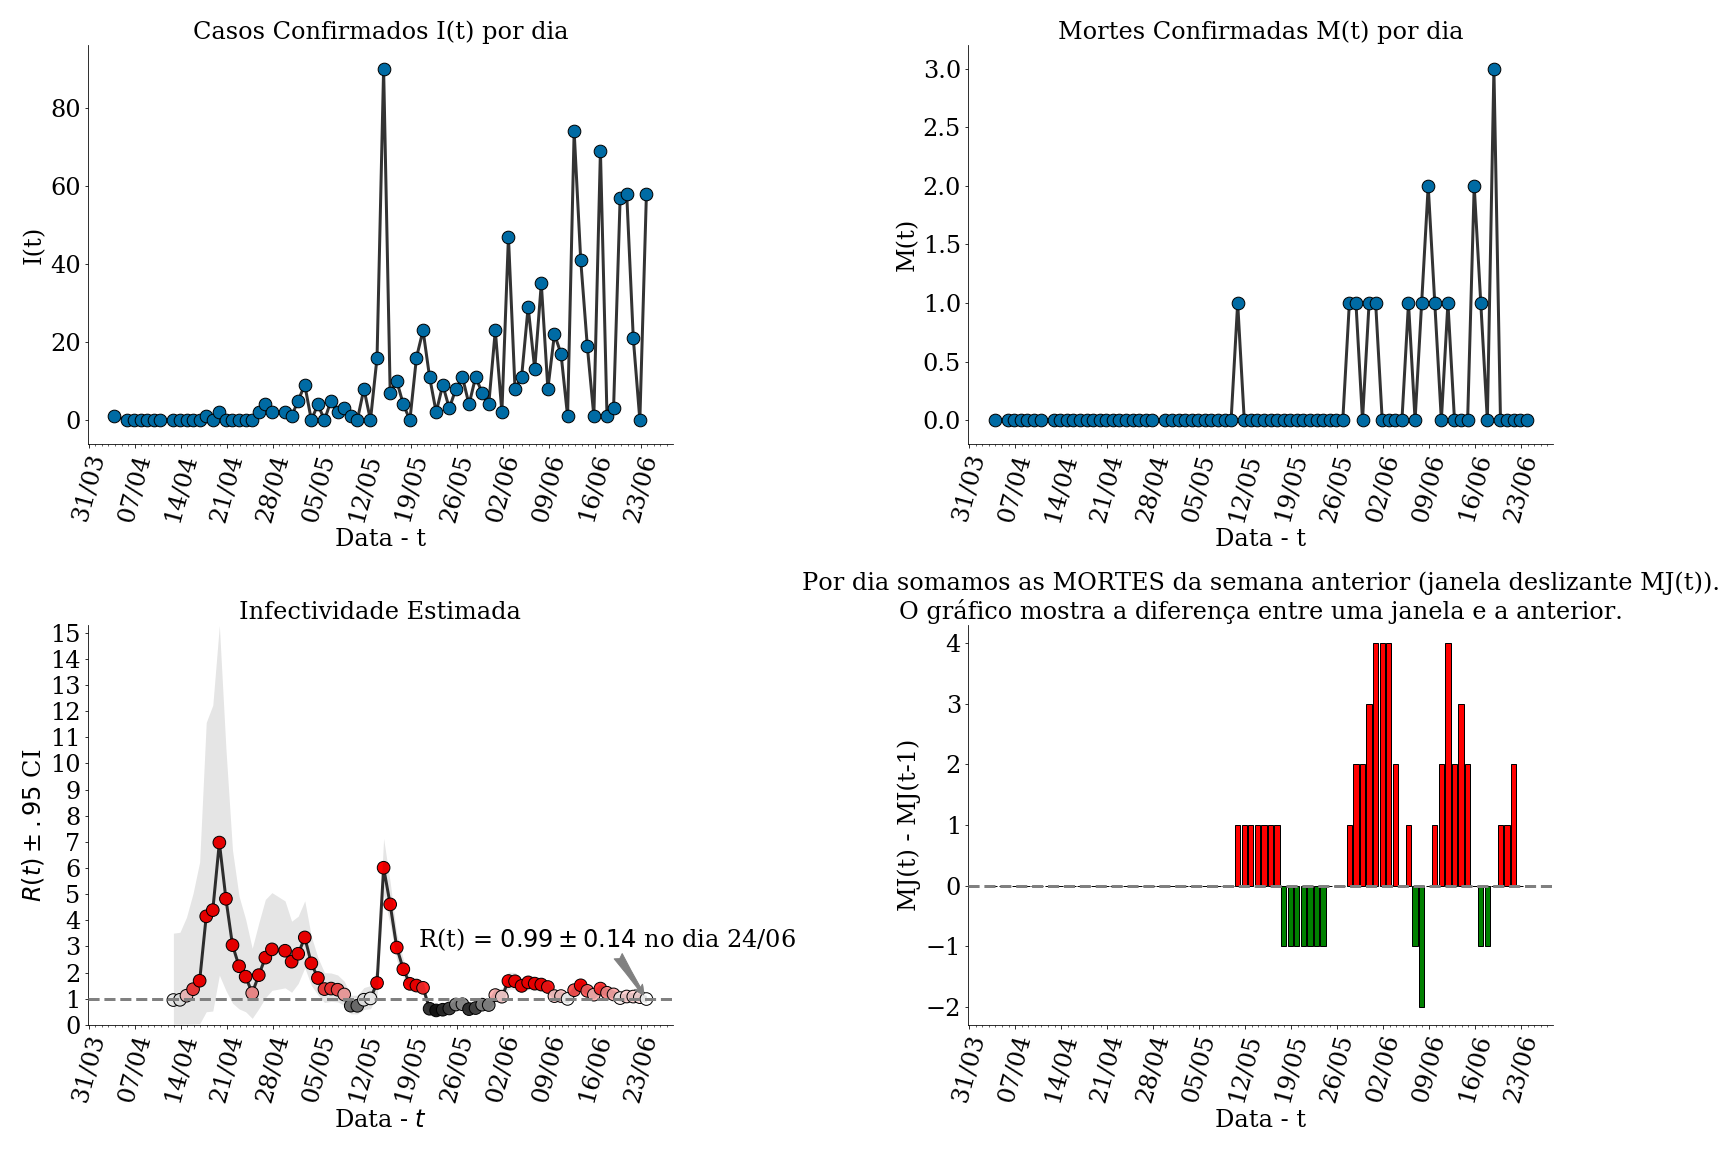 Casos Confirmados I(t) por dia
I(t)
80
60
40
20
0
31/03 07/04 14/04 21/04 28/04 05/05 12/05 19/05 26/05 02/06 09/06 16/06 23/06
Data - t
Mortes Confirmadas M(t) por dia
M(t)
3.0
2.5
2.0
1.5
1.0
0.5
0.0
31/03 07/04 14/04 21/04 28/04 05/05 12/05 19/05 26/05 02/06 09/06 16/06 23/06
Data - t
Infectividade Estimada
R(t) ± .95 CI
15
14
13
12
11
10
9
8
7
6
5
4
3
2
1
0
R(t) = 0.99 ± 0.14 no dia 24/06
31/03 07/04 14/04 21/04 28/04 05/05 12/05 19/05 26/05 02/06 09/06 16/06 23/06
Data - t
Por dia somamos as MORTES da semana anterior (janela deslizante MJ(t)).
O gráfico mostra a diferença entre uma janela e a anterior.
MJ(t) - MJ(t-1)
4
3
2
1
0
−1
−2
31/03 07/04 14/04 21/04 28/04 05/05 12/05 19/05 26/05 02/06 09/06 16/06 23/06
Data - t